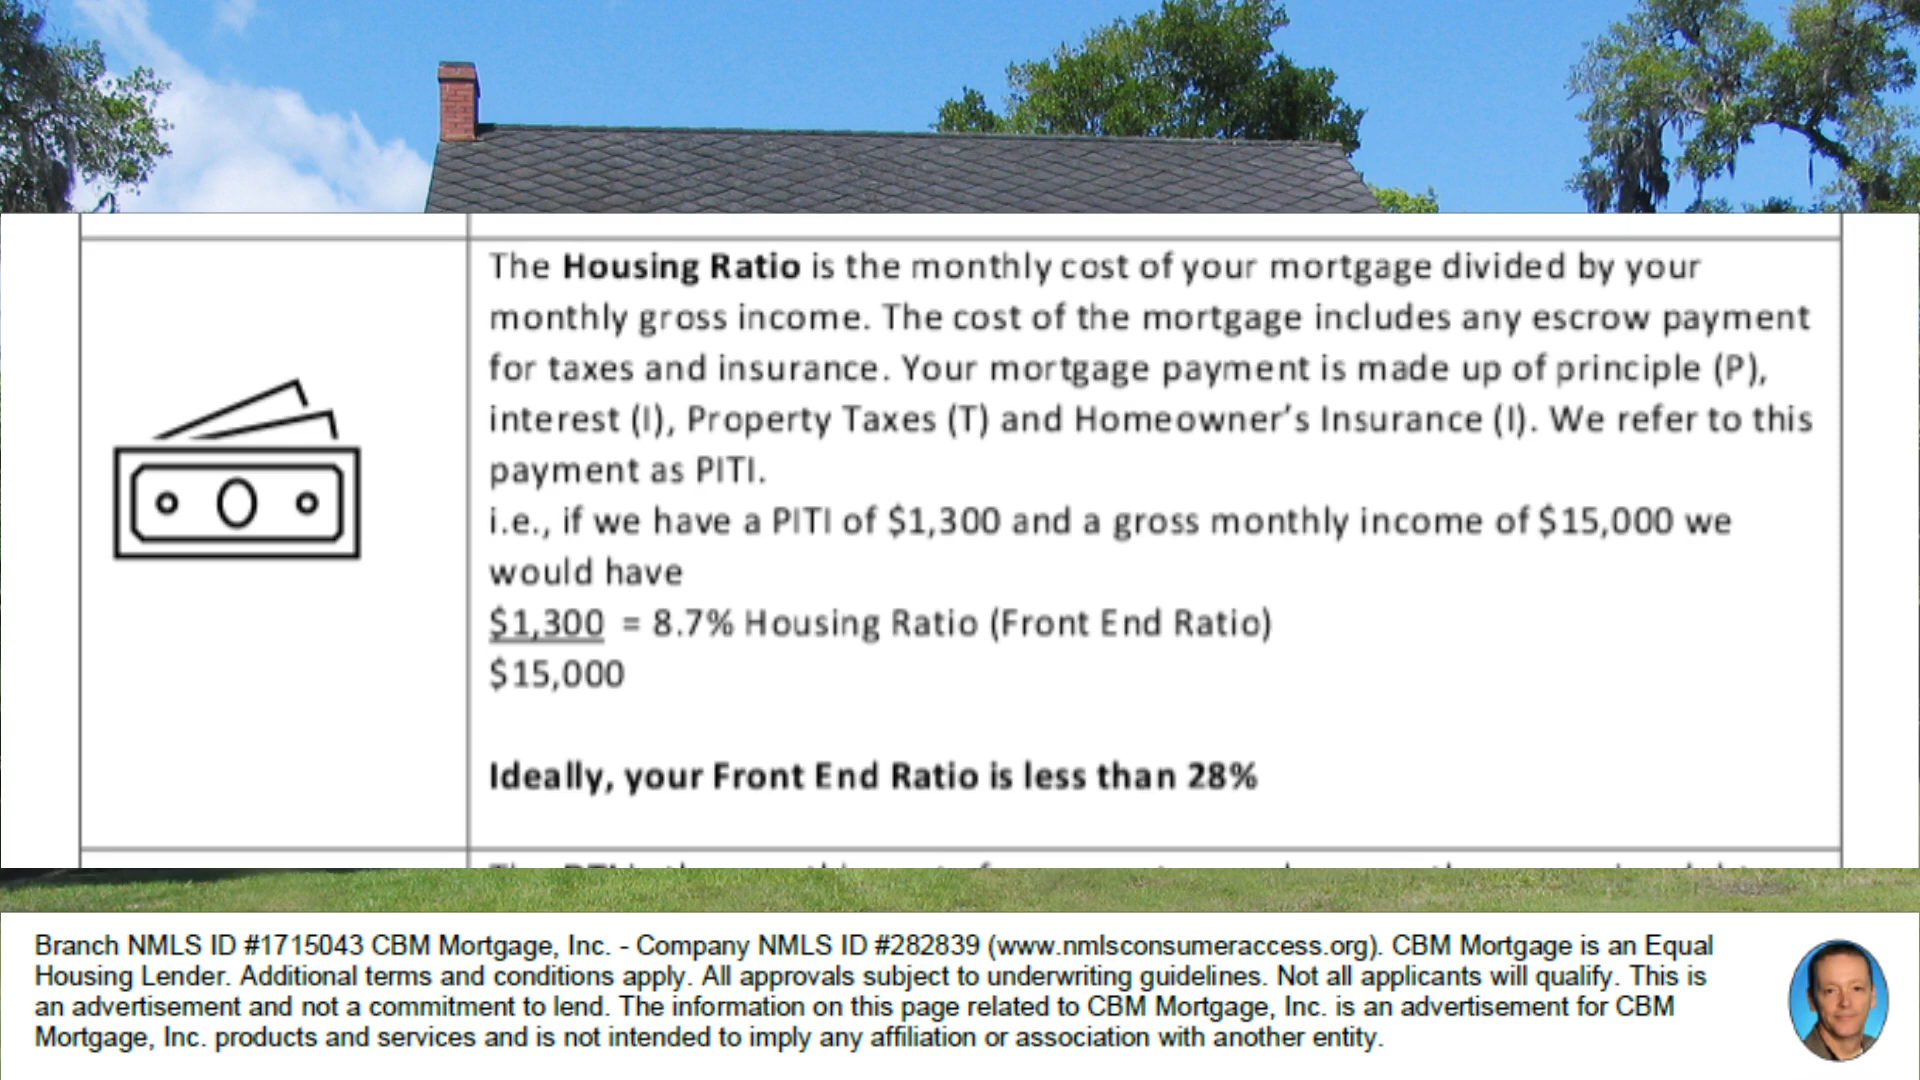 The Housing Ratio is the monthly cost of your mortgage divided by your
monthly gross income. The cost of the mortgage includes any escrow payment
for taxes and insurance. Your mortgage payment is made up of principle (P),
interest (I), Property Taxes (T) and Homeowner’s Insurance (I). We refer to this
payment as PITI.
i.e., if we have a PITI of $1,300 and a gross monthly income of $15,000 we
would have
$1,300 = 8.7% Housing Ratio (Front End Ratio)
$15,000
Ideally, your Front End Ratio is less than 28%
Branch NMLS ID #1715043 CBM Mortgage, Inc. - Company NMLS ID #282839 (www.nmlsconsumeraccess.org). CBM Mortgage is an Equal
Housing Lender. Additional terms and conditions apply. All approvals subject to underwriting guidelines. Not all applicants will qualify. This is
an advertisement and not a commitment to lend. The information on this page related to CBM Mortgage, Inc. is an advertisement for CBM
Mortgage, Inc. products and services and is not intended to imply any affiliation or association with another entity.